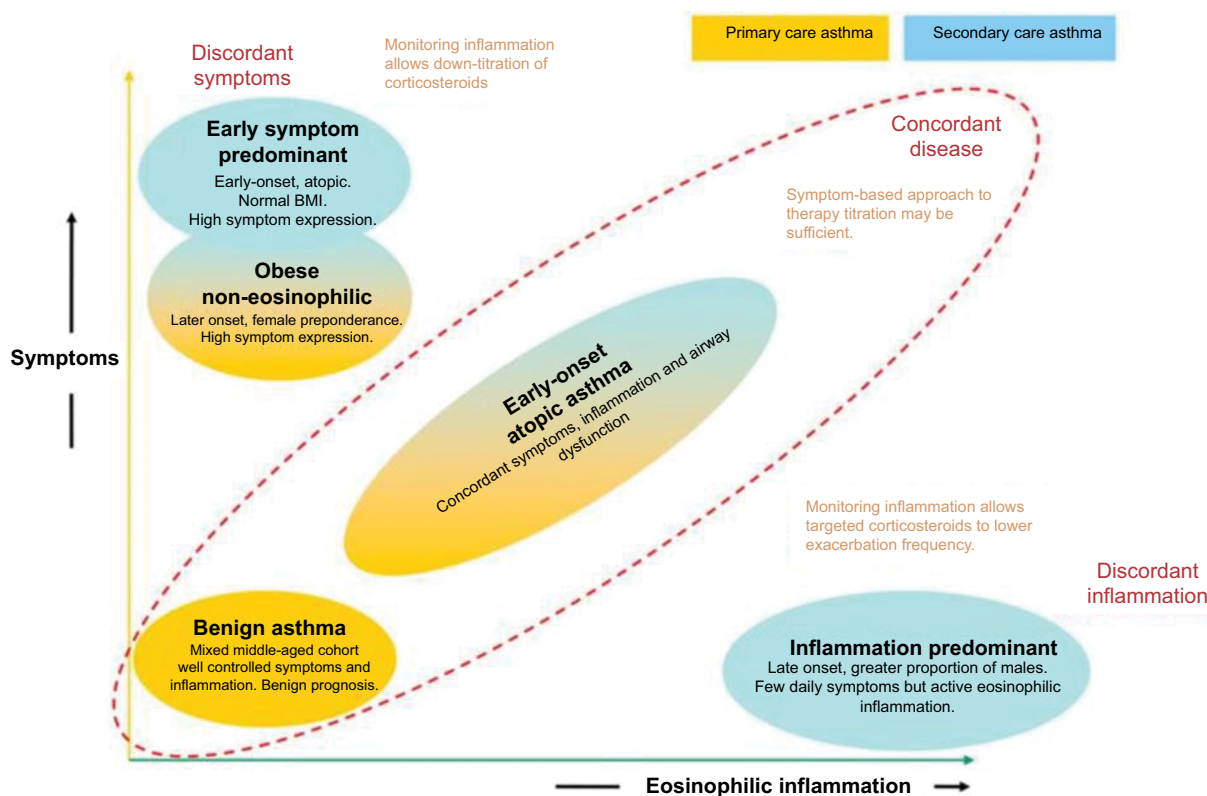 Primary care asthma
Secondary care asthma
Discordant
symptoms
Monitoring inflammation
allows down-titration of
corticosteroids
Early symptom
predominant
Early-onset, atopic.
Normal BMI.
High symptom expression.
Obese
non-eosinophilic
Later onset, female preponderance.
High symptom expression.
Symptoms
Concordant
disease
Symptom-based approach to
therapy titration may be
sufficient.
Early-onset
atopic asthma
Concordant symptoms, inflammation and airway
dysfunction
Monitoring inflammation allows
targeted corticosteroids to lower
exacerbation frequency.
Discordant
inflammation
Benign asthma
Mixed middle-aged cohort
well controlled symptoms and
inflammation. Benign prognosis.
Inflammation predominant
Late onset, greater proportion of males.
Few daily symptoms but active eosinophilic
inflammation.
Eosinophilic inflammation